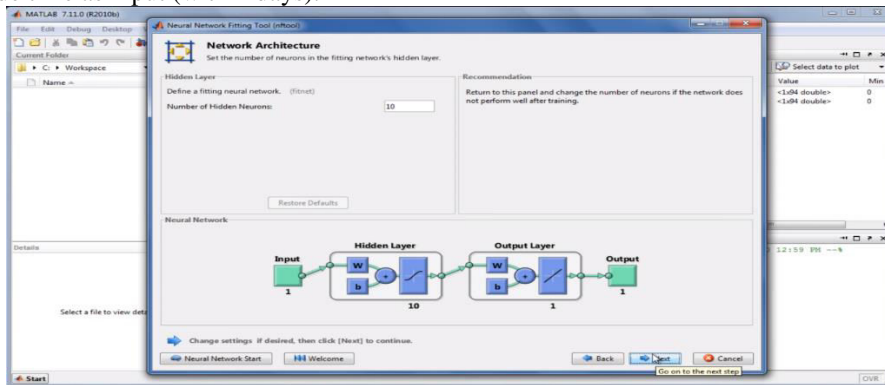 MATLAB 7.11.0 (R2010b)
File Edit Debug Desktop
Current Folder
C: ▸ Workspace
Name
Details
Select a file to view
Start
Neural Network Fitting Tool (nftool)
Network Architecture
Set the number of neurons in the fitting network's hidden layer.
Hidden Layer
Define a fitting neural network. (fitnet)
Number of Hidden Neurons: 10
Restore Defaults
Recommendation
Return to this panel and change the number of neurons if the network does
not perform well after training.
Neural Network
Hidden Layer Output Layer
Input Output
W W
b b
1 1
10 1
Change settings if desired, then click [Next] to continue.
Neural Network Start Welcome Back Next Cancel
Go on to the next step
Select data to plot
Value Min
<1x94 double> 0
<1x94 double> 0
12:59 PM --%
OVR